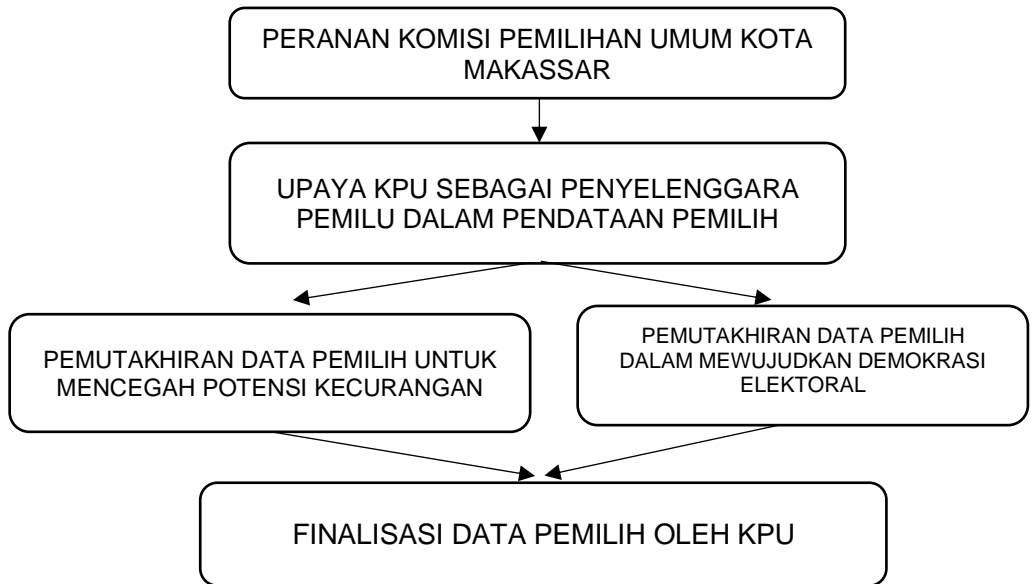 PERANAN KOMISI PEMILIHAN UMUM KOTA
MAKASSAR
UPAYA KPU SEBAGAI PENYELENGGARA
PEMILU DALAM PENDATAAN PEMILIH
PEMUTAKHIRAN DATA PEMILIH UNTUK
MENCEGAH POTENSI KECURANGAN
PEMUTAKHIRAN DATA PEMILIH
DALAM MEWUJUDKAN DEMOKRASI
ELEKTORAL
FINALISASI DATA PEMILIH OLEH KPU